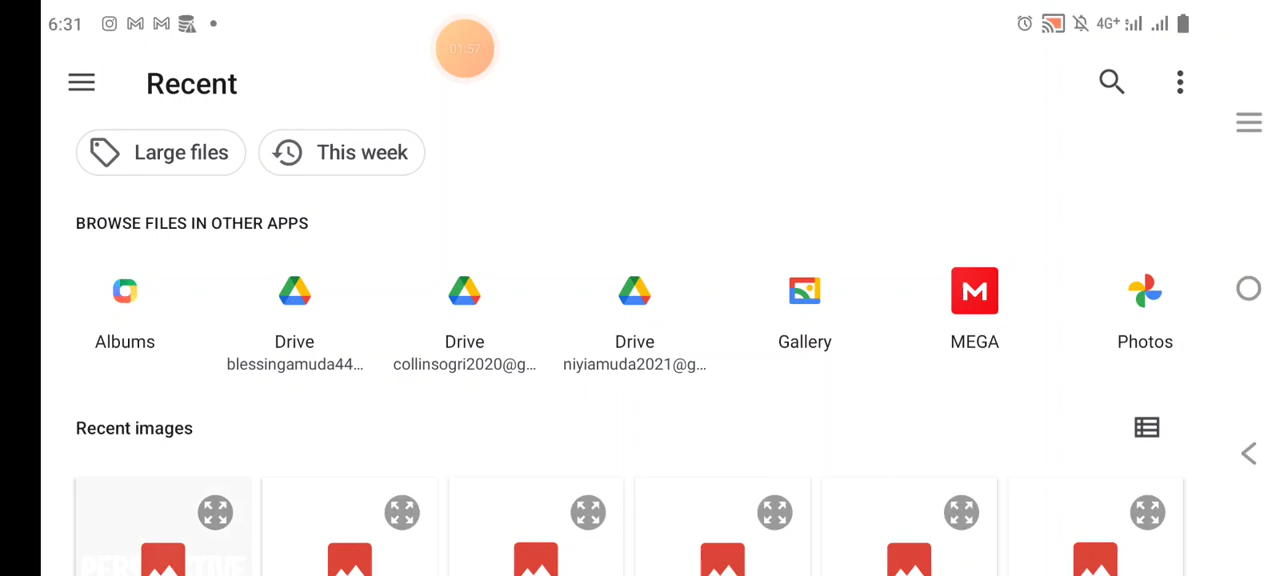 6:31
4G+
01:57
Recent
Large files
This week
BROWSE FILES IN OTHER APPS
Albums
Drive
blessingamuda44...
Drive
collinsogri2020@g...
Drive
niyiamuda2021@g...
Gallery
MEGA
Photos
Recent images